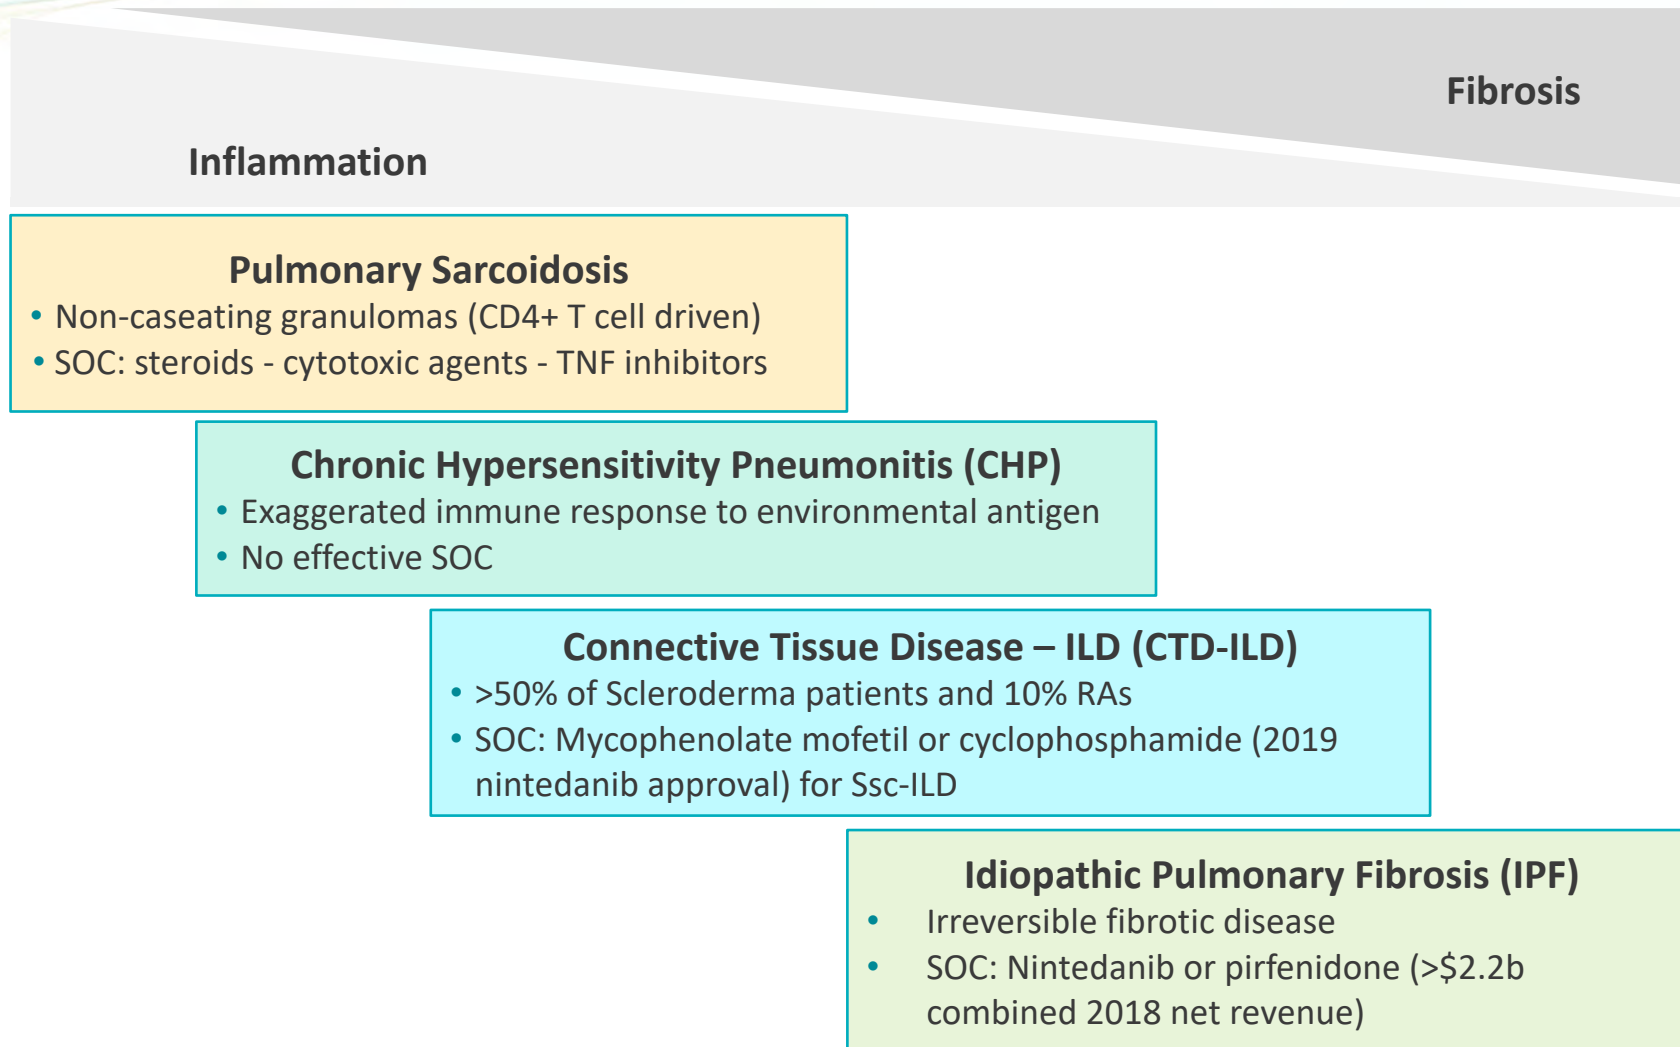 Fibrosis
Inflammation
Pulmonary Sarcoidosis
• Non-caseating granulomas (CD4+ T cell driven)
• SOC: steroids - cytotoxic agents - TNF inhibitors
Chronic Hypersensitivity Pneumonitis (CHP)
• Exaggerated immune response to environmental antigen
• No effective SOC
Connective Tissue Disease – ILD (CTD-ILD)
• >50% of Scleroderma patients and 10% RAs
• SOC: Mycophenolate mofetil or cyclophosphamide (2019
nintedanib approval) for Ssc-ILD
Idiopathic Pulmonary Fibrosis (IPF)
• Irreversible fibrotic disease
• SOC: Nintedanib or pirfenidone (>$2.2b
combined 2018 net revenue)